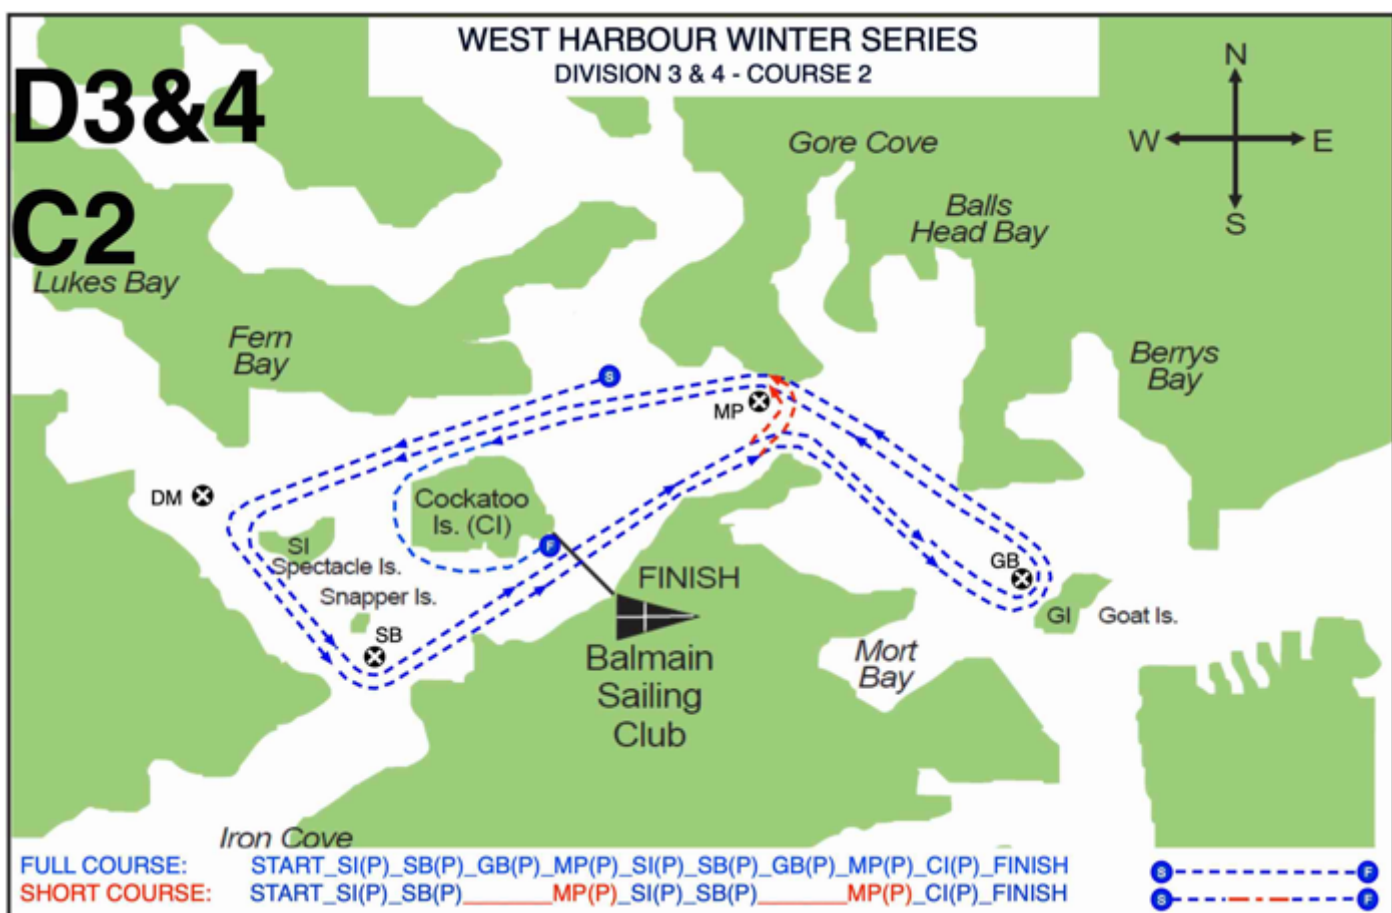 WEST HARBOUR WINTER SERIES
DIVISION 3 & 4 - COURSE 2
D3&4
C2
N
W
E
S
Gore Cove
Balls
Head Bay
Lukes Bay
Fern
Bay
Berrys
Bay
S
MP
DM
Cockatoo
Is. (CI)
SI
Spectacle Is.
F
GB
FINISH
Snapper Is.
GI
Goat Is.
SB
Balmain
Sailing
Club
Mort
Bay
Iron Cove
FULL COURSE: START_SI(P)_SB(P)_GB(P)_MP(P)_SI(P)_SB(P)_GB(P)_MP(P)_CI(P)_FINISH
S F
SHORT COURSE: START_SI(P)_SB(P)_______MP(P)_SI(P)_SB(P)_______MP(P)_CI(P)_FINISH
S F